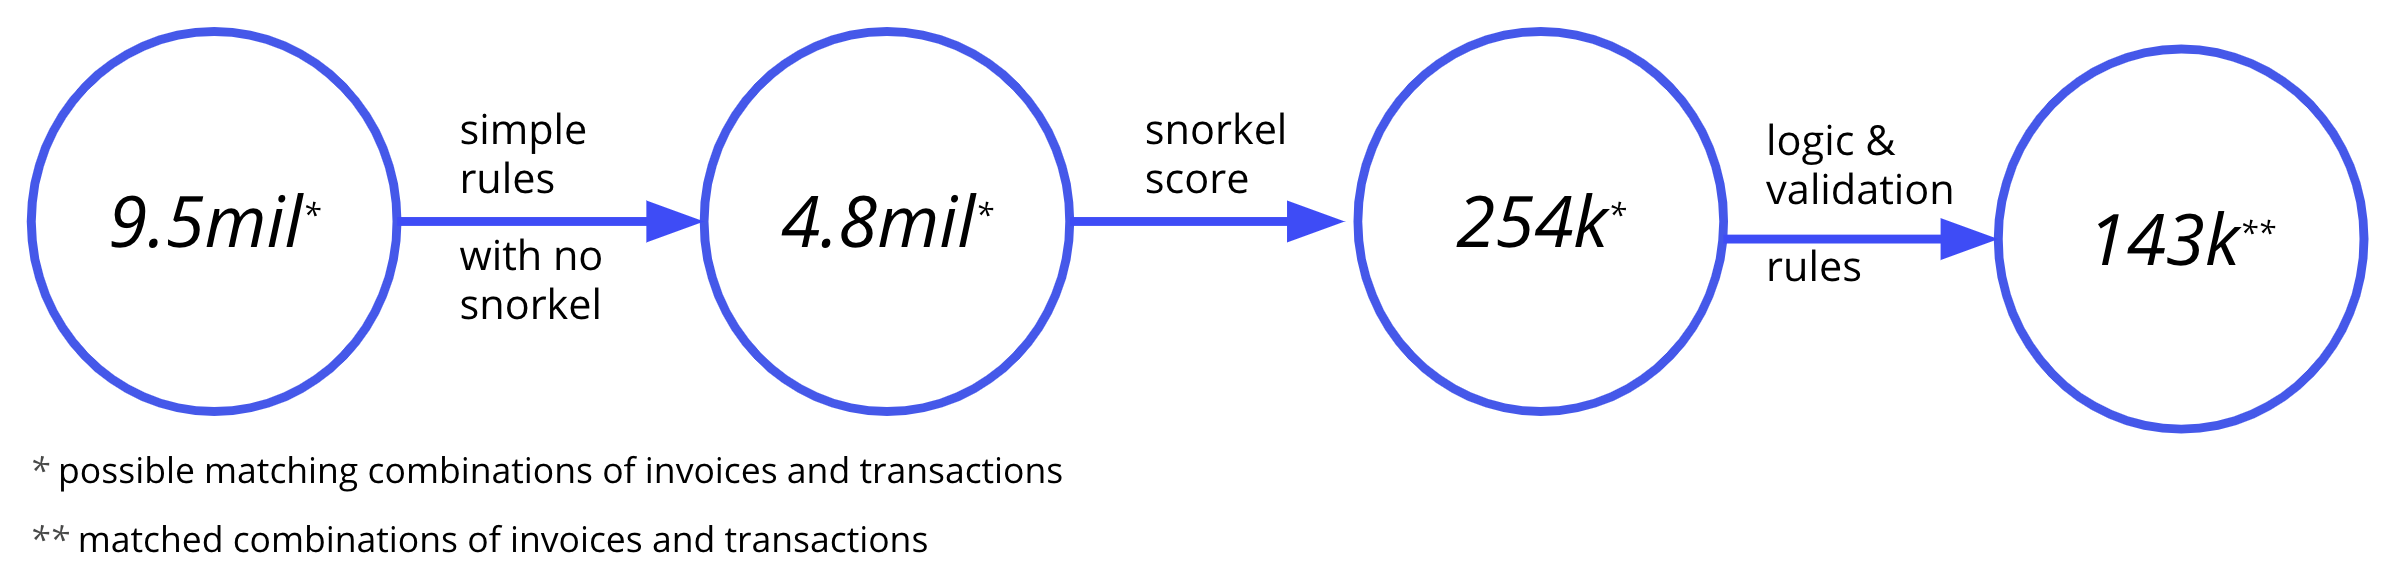 9.5mil*
simple
rules
with no
snorkel
4.8mil*
snorkel
score
254k*
logic &
validation
rules
143k**
* possible matching combinations of invoices and transactions
** matched combinations of invoices and transactions